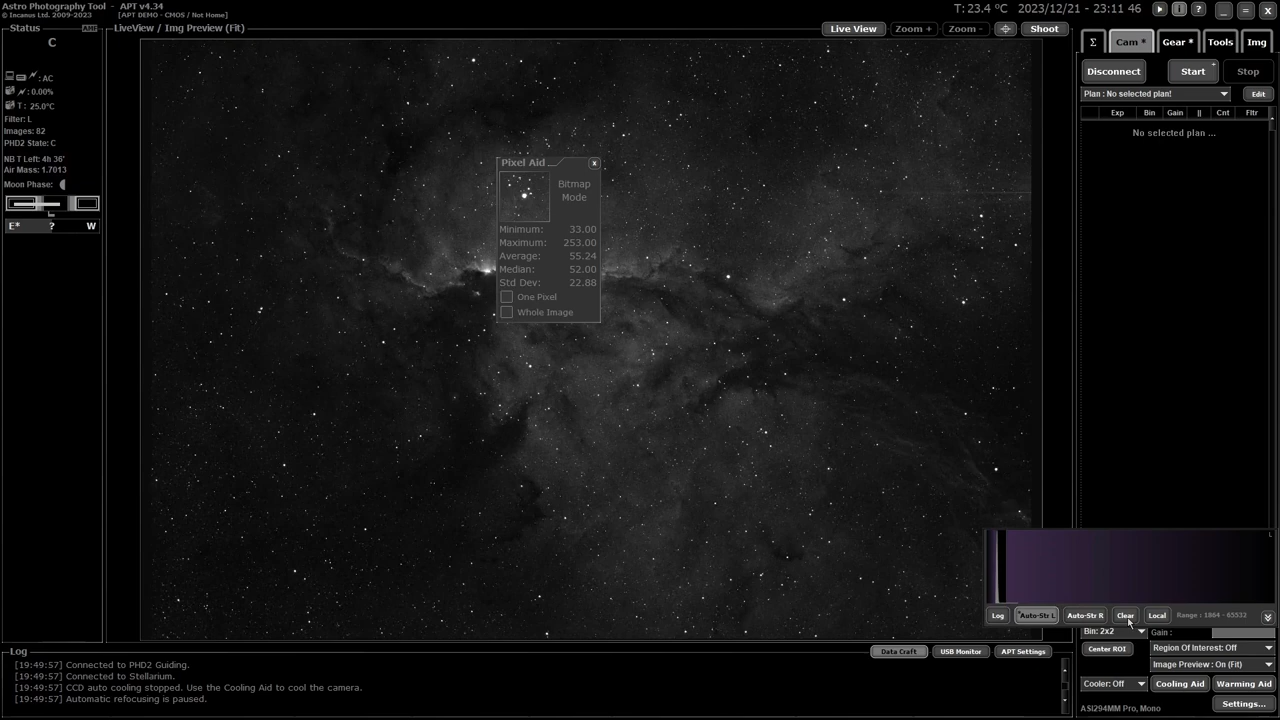 Astro Photography Tool - APT v4.34
© Incanus Ltd. 2009-2023 [APT DEMO - CMOS / Not Home]
T: 23.4 ºC 2023/12/21 - 23:11 46
Status
C
: AC
: 0.00%
T : 25.0°C
Filter: L
Images: 82
PHD2 State: C
NB T Left: 4h 36'
Air Mass: 1.7013
Moon Phase:
E* ? W
LiveView / Img Preview (Fit)
Live View Zoom + Zoom - Shoot
Pixel Aid x
Bitmap
Mode
Minimum: 33.00
Maximum: 253.00
Average: 55.24
Median: 52.00
Std Dev: 22.88
One Pixel
Whole Image
Σ Cam * Gear * Tools Img
Disconnect Start + Stop
Plan : No selected plan! Edit
Exp Bin Gain || Cnt Fltr
No selected plan ...
L
Log *Auto-Str L Auto-Str R Clear Local Range : 1864 - 65532
Bin: 2x2 Gain :
Center ROI Region Of Interest: Off
Image Preview : On (Fit)
Cooler: Off Cooling Aid Warming Aid
ASI294MM Pro, Mono Settings...
Log
Data Craft USB Monitor APT Settings
[19:49:57] Connected to PHD2 Guiding.
[19:49:57] Connected to Stellarium.
[19:49:57] CCD auto cooling stopped. Use the Cooling Aid to cool the camera.
[19:49:57] Automatic refocusing is paused.